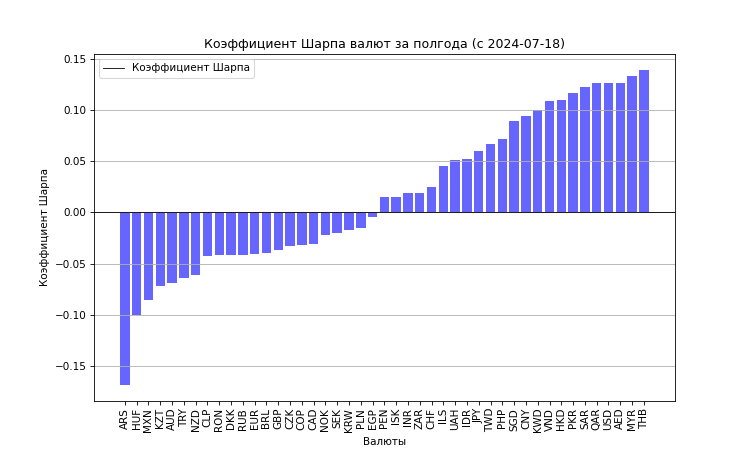 Коэффициент Шарпа валют за полгода (с 2024-07-18)
Коэффициент Шарпа
0.15
0.10
0.05
0.00
−0.05
−0.10
−0.15
Коэффициент Шарпа
ARS HUF MXN KZT AUD TRY NZD CLP RON DKK RUB EUR BRL GBP CZK COP CAD NOK SEK KRW PLN EGP PEN ISK INR ZAR CHF ILS UAH IDR JPY TWD PHP SGD CNY KWD VND HKD PKR SAR QAR USD AED MYR THB
Валюты